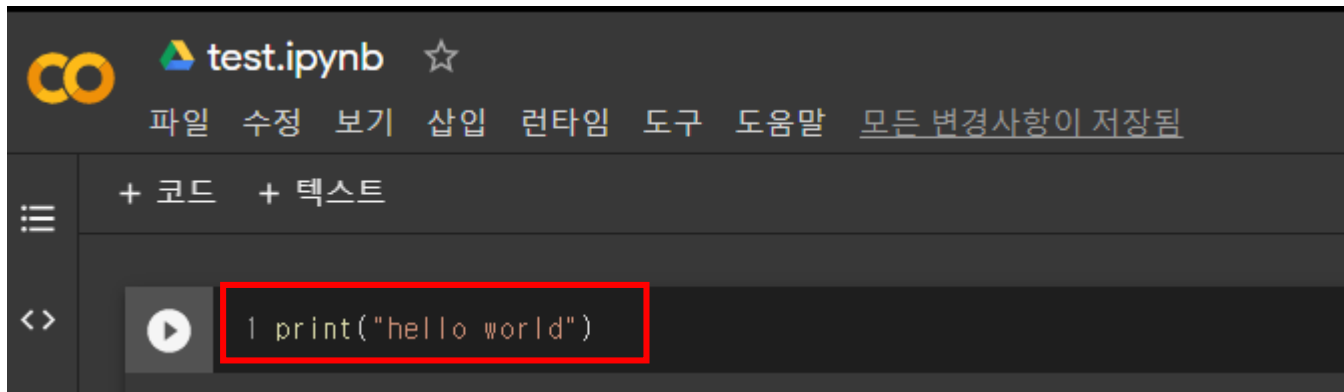 test.ipynb
파일 수정 보기 삽입 런타임 도구 도움말 모든 변경사항이 저장됨
+ 코드 + 텍스트
1 print("hello world")